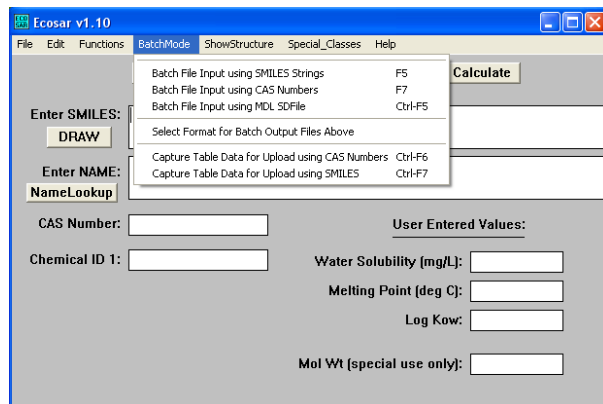 Ecosar v1.10
File Edit Functions BatchMode ShowStructure Special_Classes Help
Batch File Input using SMILES Strings F5
Calculate
Batch File Input using CAS Numbers F7
Batch File Input using MDL SDFile Ctrl-F5
Enter SMILES:
Select Format for Batch Output Files Above
DRAW
Capture Table Data for Upload using CAS Numbers Ctrl-F6
Enter NAME:
Capture Table Data for Upload using SMILES Ctrl-F7
NameLookup
CAS Number:
User Entered Values:
Chemical ID 1:
Water Solubility (mg/L):
Melting Point (deg C):
Log Kow:
Mol Wt (special use only):